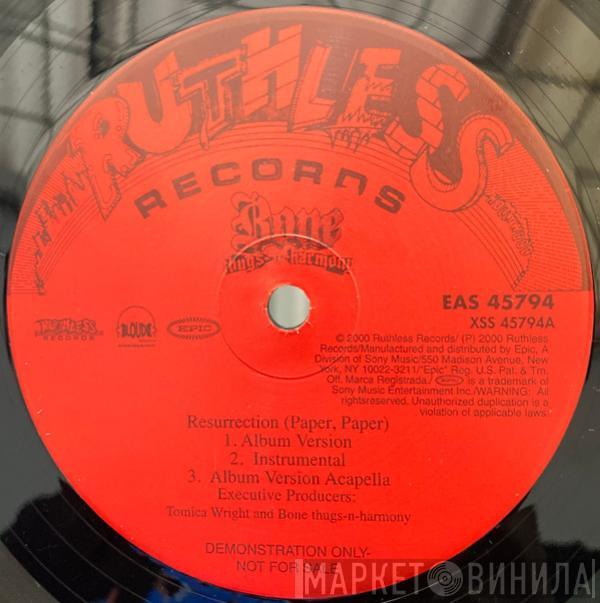 RUTHLESS
RECORDS
Bone
thugs-n-harmony
EAS 45794
XSS 45794A
RUTHLESS
RECORDS
EPIC
© 2000 Ruthless Records/ (P) 2000 Ruthless
Records/Manufactured and distributed by Epic, A
Division of Sony Music/550 Madison Avenue, New
York, NY 10022-3211/"Epic" Reg. U.S. Pat. & Tm.
Off. Marca Registrada./ EPIC is a trademark of
Sony Music Entertainment Inc./WARNING: All
rightsreserved. Unauthorized duplication is a
violation of applicable laws.
Resurrection (Paper, Paper)
1. Album Version
2. Instrumental
3. Album Version Acapella
Executive Producers:
Tomica Wright and Bone thugs-n-harmony
DEMONSTRATION ONLY-
NOT FOR SALE
МАРКЕТ ВИНИЛА